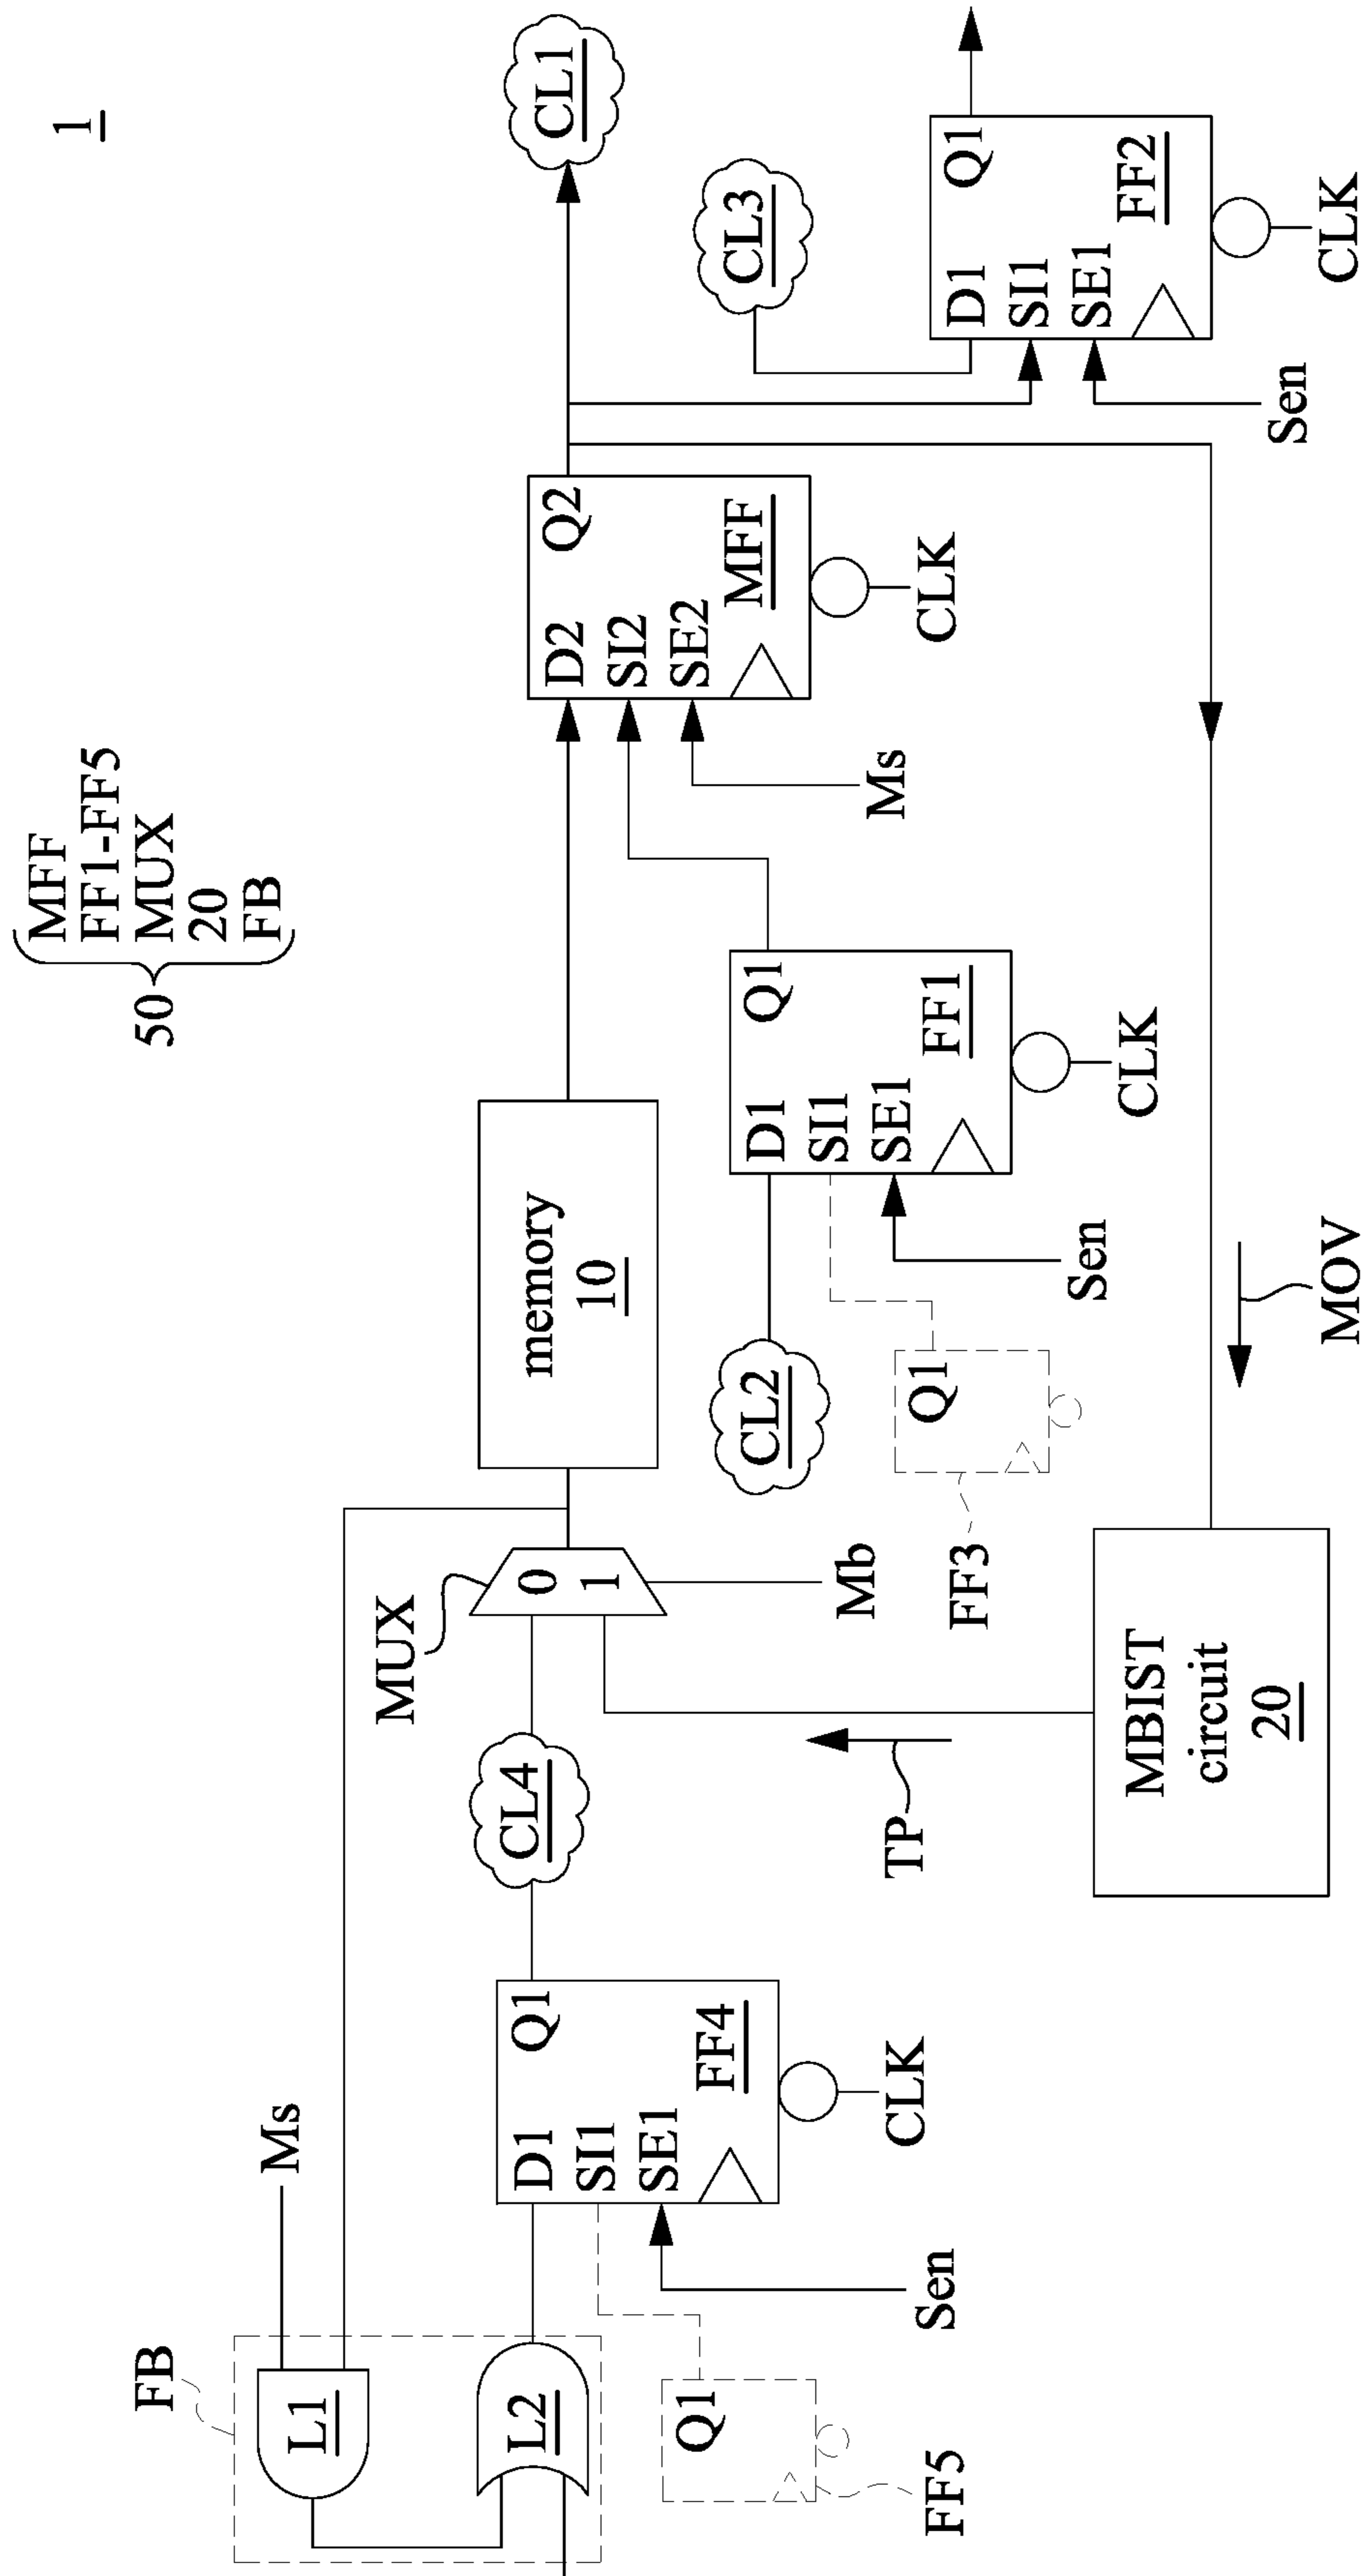 1
50
MFF
FF1-FF5
MUX
20
FB
FB
L1
Ms
L2
FF5
Q1
D1
Q1
SI1
SE1
FF4
Sen
CLK
CL4
MUX
0
1
Mb
TP
MBIST
circuit
20
memory
10
CL2
FF3
Q1
D1
Q1
SI1
SE1
FF1
Sen
CLK
MOV
D2
Q2
SI2
SE2
MFF
Ms
CLK
CL1
CL3
D1
Q1
SI1
SE1
FF2
Sen
CLK